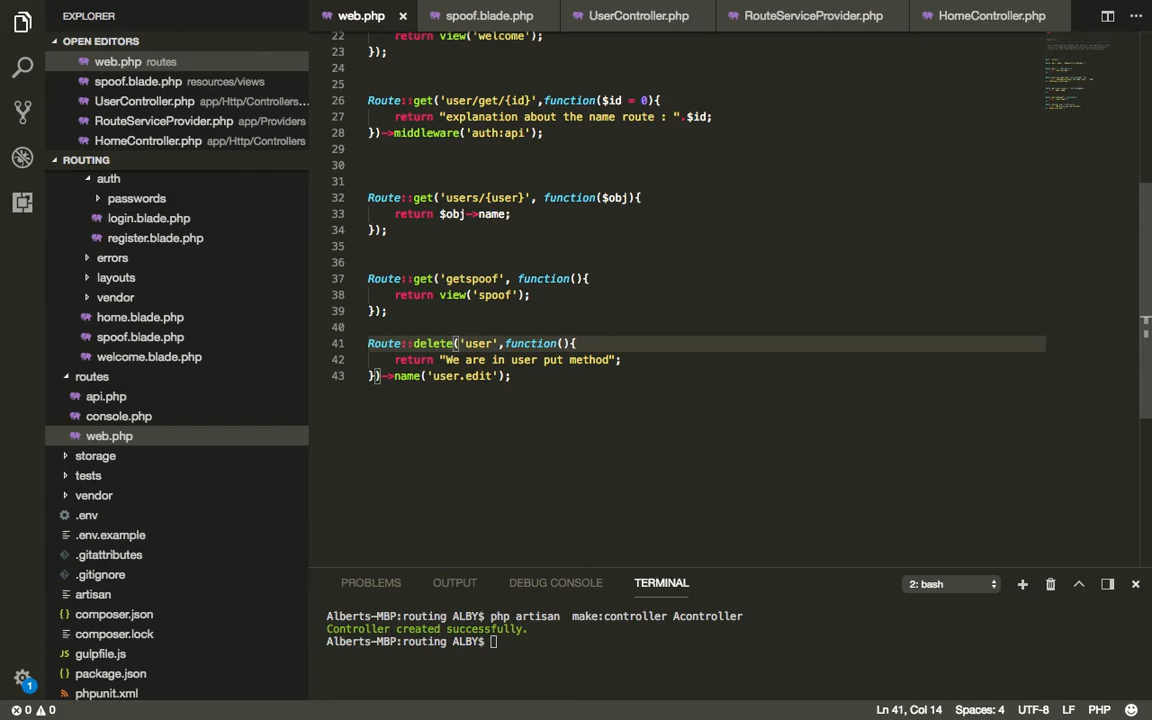 EXPLORER
OPEN EDITORS
web.php routes
spoof.blade.php resources/views
UserController.php app/Http/Controllers...
RouteServiceProvider.php app/Providers
HomeController.php app/Http/Controllers
ROUTING
auth
passwords
login.blade.php
register.blade.php
errors
layouts
vendor
home.blade.php
spoof.blade.php
welcome.blade.php
routes
api.php
console.php
web.php
storage
tests
vendor
.env
.env.example
.gitattributes
.gitignore
artisan
composer.json
composer.lock
gulpfile.js
package.json
phpunit.xml
web.php
spoof.blade.php
UserController.php
RouteServiceProvider.php
HomeController.php
22 return view('welcome');
23 });
24
25
26 Route::get('user/get/{id}',function($id = 0){
27 return "explanation about the name route : ".$id;
28 })->middleware('auth:api');
29
30
31
32 Route::get('users/{user}', function($obj){
33 return $obj->name;
34 });
35
36
37 Route::get('getspoof', function(){
38 return view('spoof');
39 });
40
41 Route::delete('user',function(){
42 return "We are in user put method";
43 })->name('user.edit');
PROBLEMS OUTPUT DEBUG CONSOLE TERMINAL 2: bash
Alberts-MBP:routing ALBY$ php artisan  make:controller Acontroller
Controller created successfully.
Alberts-MBP:routing ALBY$
1
0 0 Ln 41, Col 14 Spaces: 4 UTF-8 LF PHP